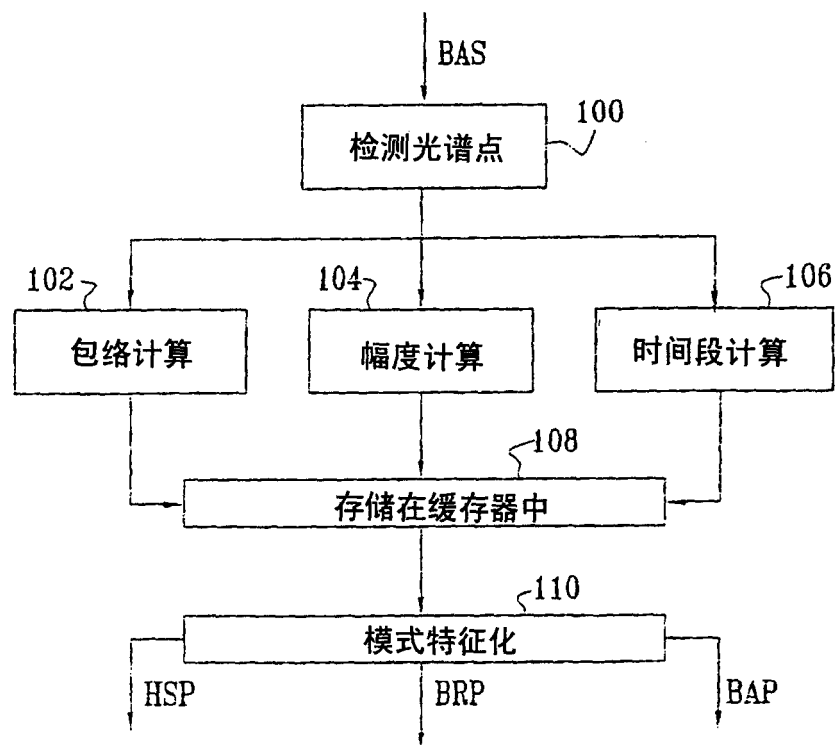 BAS
100
检测光谱点
102
104
106
包络计算
幅度计算
时间段计算
108
存储在缓存器中
110
模式特征化
HSP
BRP
BAP